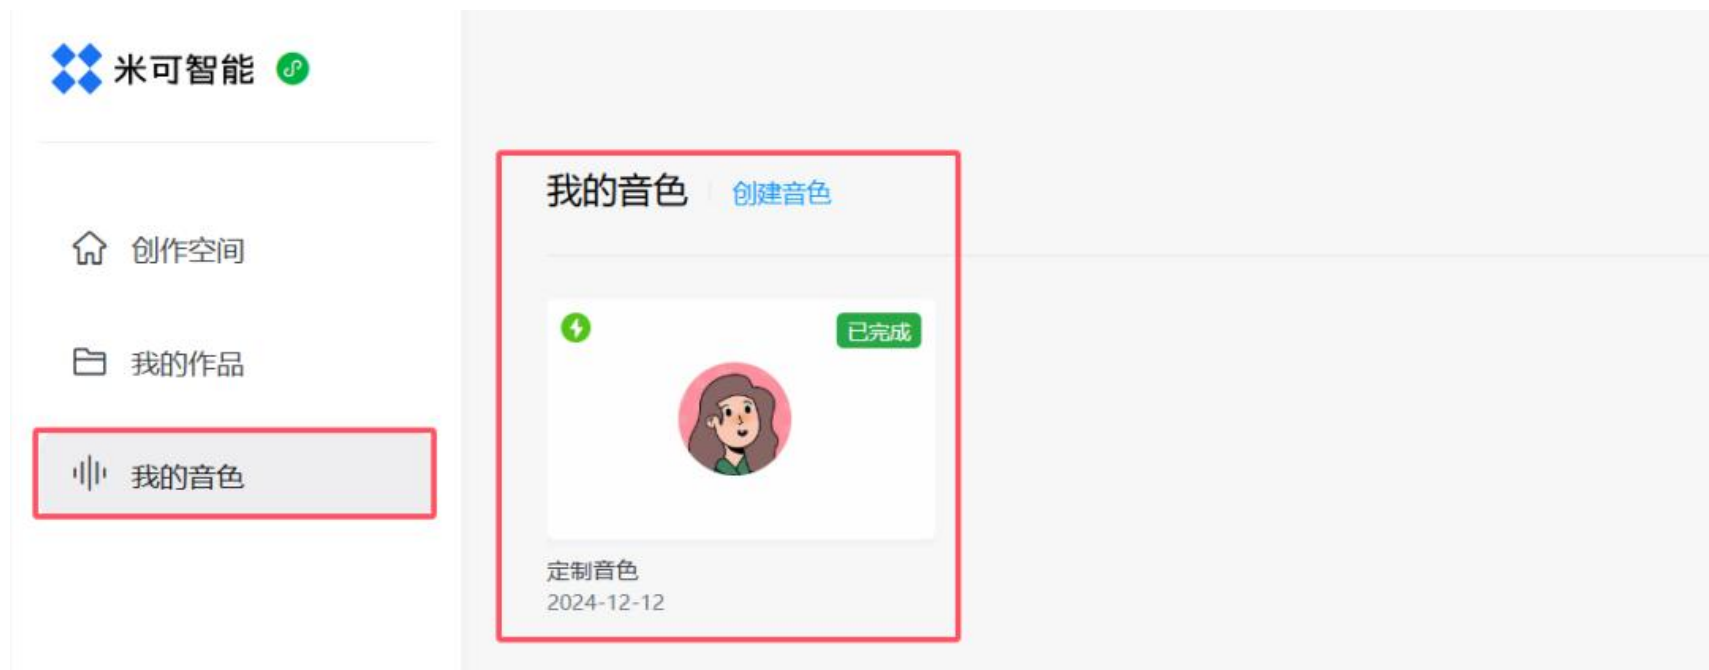 米可智能
创作空间
我的作品
我的音色
我的音色 创建音色
已完成
定制音色
2024-12-12